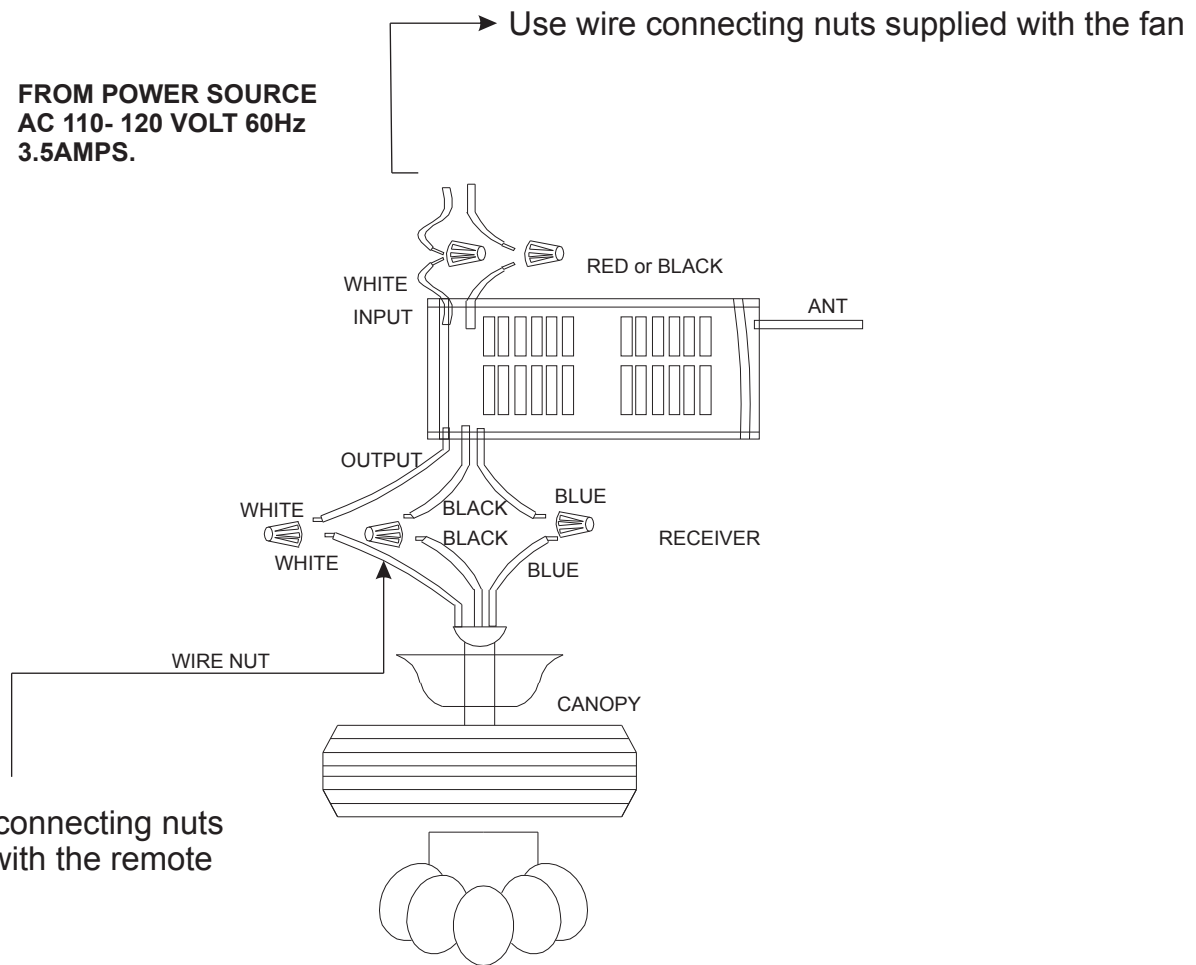 Use wire connecting nuts supplied with the fan
FROM POWER SOURCE
AC 110- 120 VOLT 60Hz
3.5AMPS.
RED or BLACK
WHITE
INPUT
ANT
OUTPUT
WHITE
BLACK
BLUE
BLACK
RECEIVER
WHITE
BLUE
WIRE NUT
CANOPY
connecting nuts
with the remote